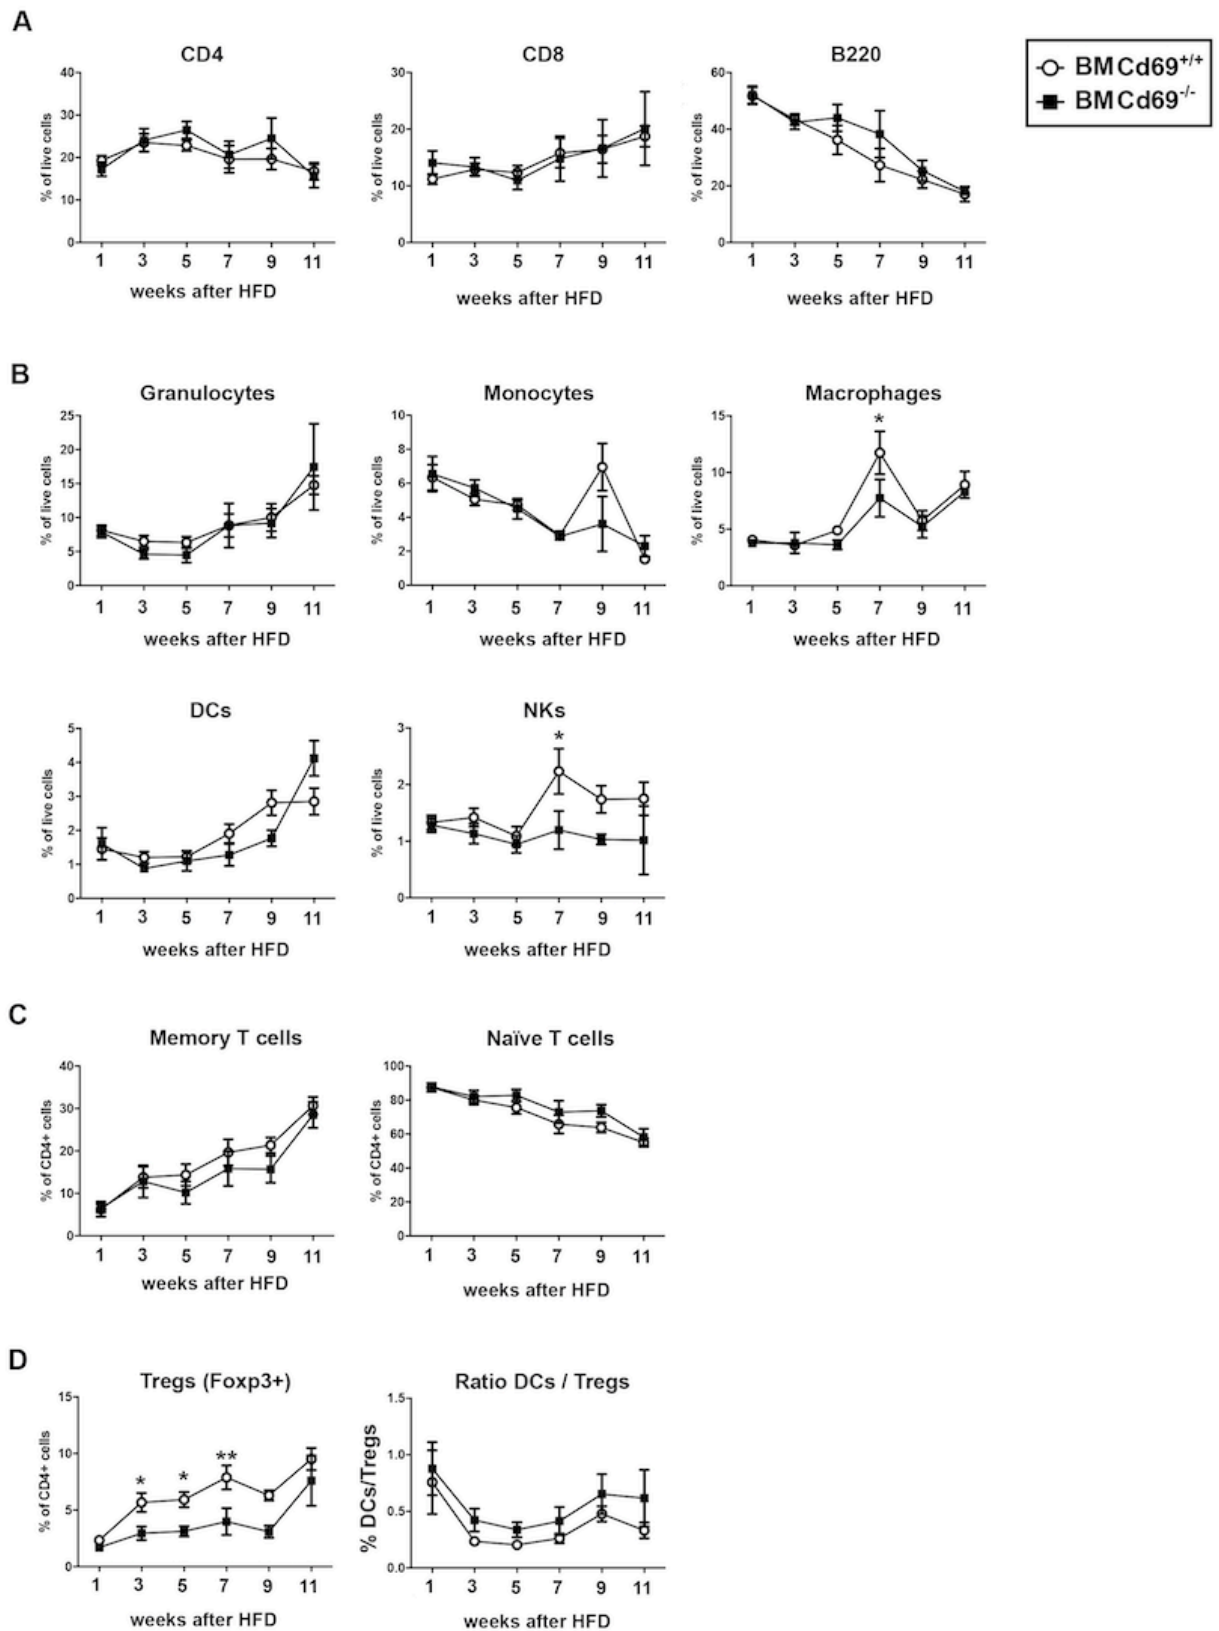 A
CD4
CD8
B220
BMCd69+/+
BMCd69-/-
% of live cells
40
30
20
10
0
1 3 5 7 9 11
weeks after HFD
% of live cells
30
20
10
0
1 3 5 7 9 11
weeks after HFD
% of live cells
60
40
20
0
1 3 5 7 9 11
weeks after HFD
B
Granulocytes
% of live cells
25
20
15
10
5
0
1 3 5 7 9 11
weeks after HFD
Monocytes
% of live cells
10
8
6
4
2
0
1 3 5 7 9 11
weeks after HFD
Macrophages
% of live cells
15
10
5
0
*
1 3 5 7 9 11
weeks after HFD
DCs
% of live cells
5
4
3
2
1
0
1 3 5 7 9 11
weeks after HFD
NKs
% of live cells
3
2
1
0
*
1 3 5 7 9 11
weeks after HFD
C
Memory T cells
% of CD4+ cells
40
30
20
10
0
1 3 5 7 9 11
weeks after HFD
Naïve T cells
% of CD4+ cells
100
80
60
40
20
0
1 3 5 7 9 11
weeks after HFD
D
Tregs (Foxp3+)
% of CD4+ cells
15
10
5
0
* * **
1 3 5 7 9 11
weeks after HFD
Ratio DCs / Tregs
% DCs/Tregs
1.5
1.0
0.5
0.0
1 3 5 7 9 11
weeks after HFD